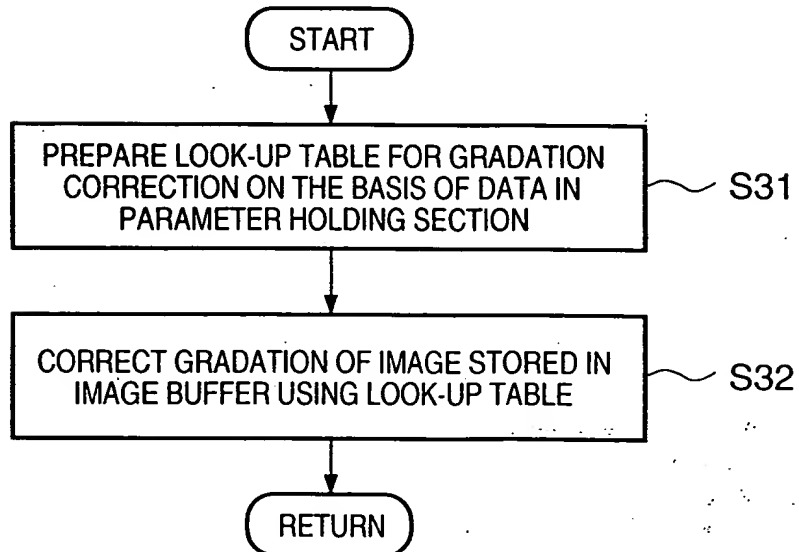 START
PREPARE LOOK-UP TABLE FOR GRADATION
CORRECTION ON THE BASIS OF DATA IN
PARAMETER HOLDING SECTION
S31
CORRECT GRADATION OF IMAGE STORED IN
IMAGE BUFFER USING LOOK-UP TABLE
S32
RETURN